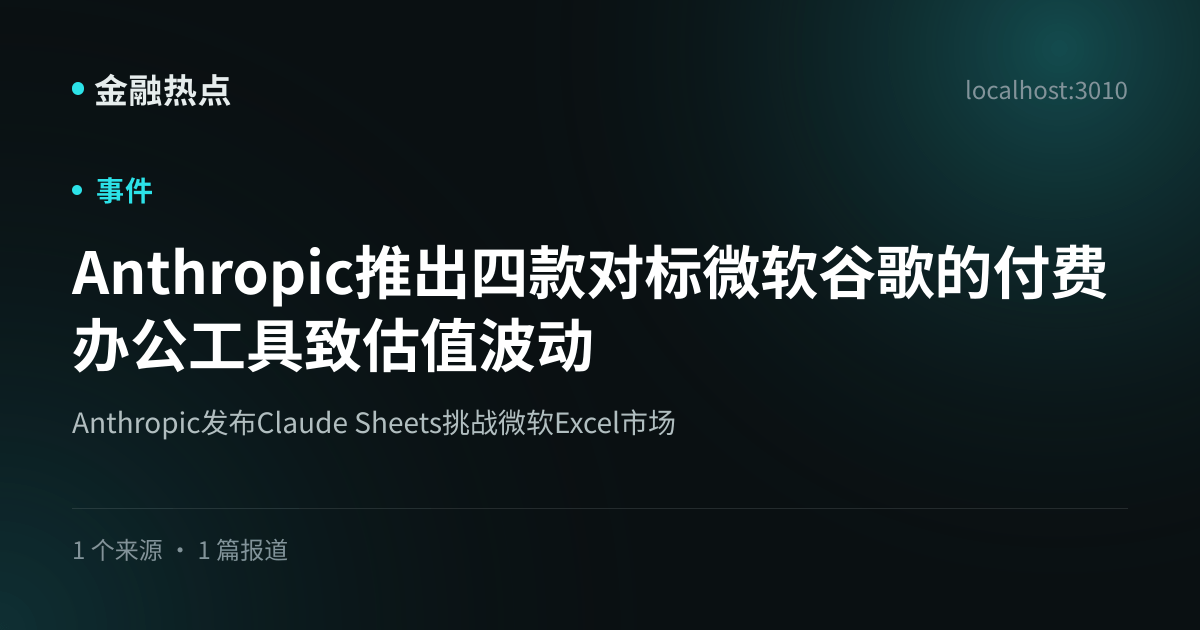 金融热点
localhost:3010
事件
Anthropic推出四款对标微软谷歌的付费
办公工具致估值波动
Anthropic发布Claude Sheets挑战微软Excel市场
1 个来源 · 1 篇报道